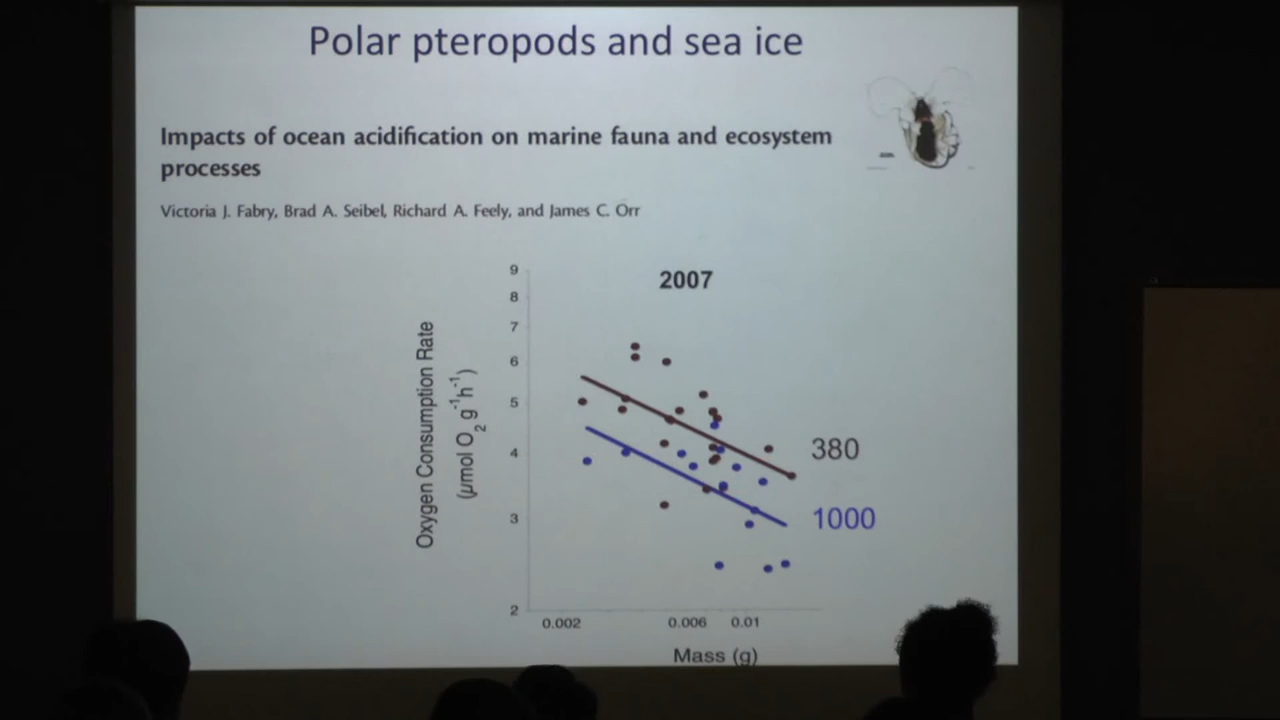 Polar pteropods and sea ice
Impacts of ocean acidification on marine fauna and ecosystem
processes
Victoria J. Fabry, Brad A. Seibel, Richard A. Feely, and James C. Orr
2007
9
8
7
6
5
4
3
2
Oxygen Consumption Rate
(µmol O₂ g⁻¹h⁻¹)
380
1000
0.002 0.006 0.01
Mass (g)